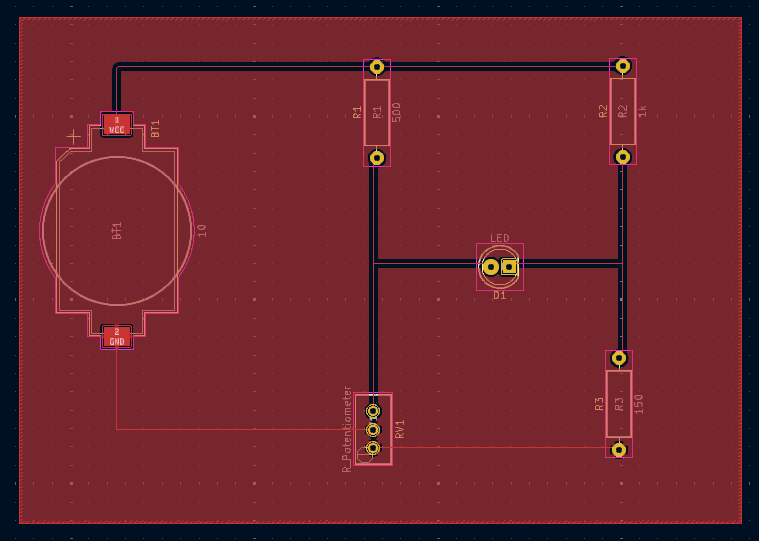 1
VCC
BT1
BT1
10
2
GND
R1
R1
500
R2
R2
1k
LED
D1
R_Potentiometer
RV1
R3
R3
150